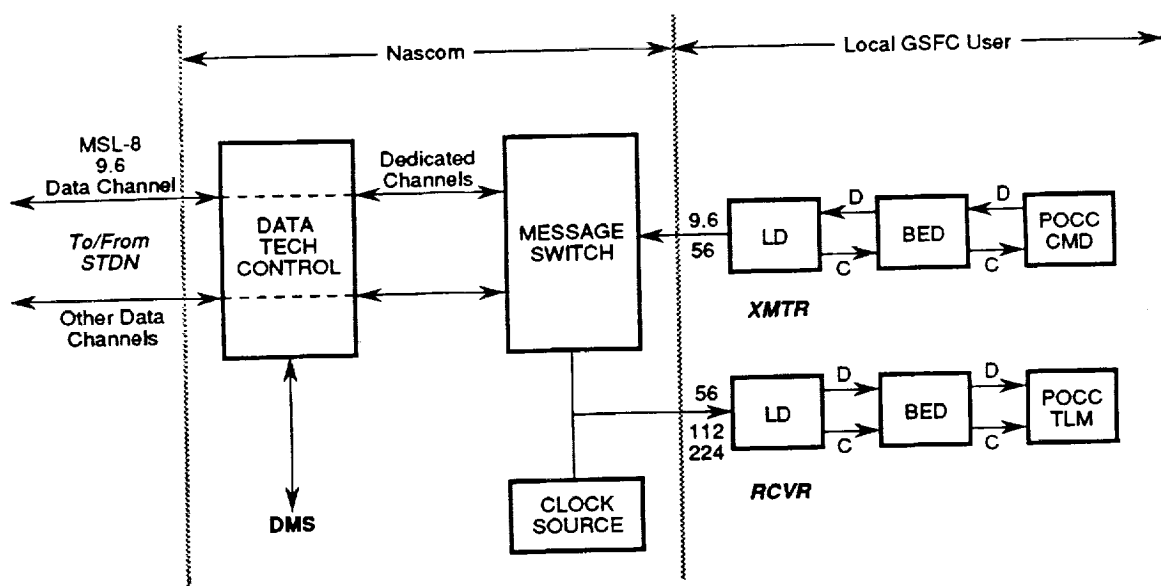 Nascom
Local GSFC User
MSL-8
9.6
Data Channel
To/From
STDN
Other Data
Channels
DATA
TECH
CONTROL
DMS
Dedicated
Channels
MESSAGE
SWITCH
CLOCK
SOURCE
9.6
56
LD
D
C
BED
D
C
POCC
CMD
XMTR
56
112
224
LD
D
C
BED
D
C
POCC
TLM
RCVR